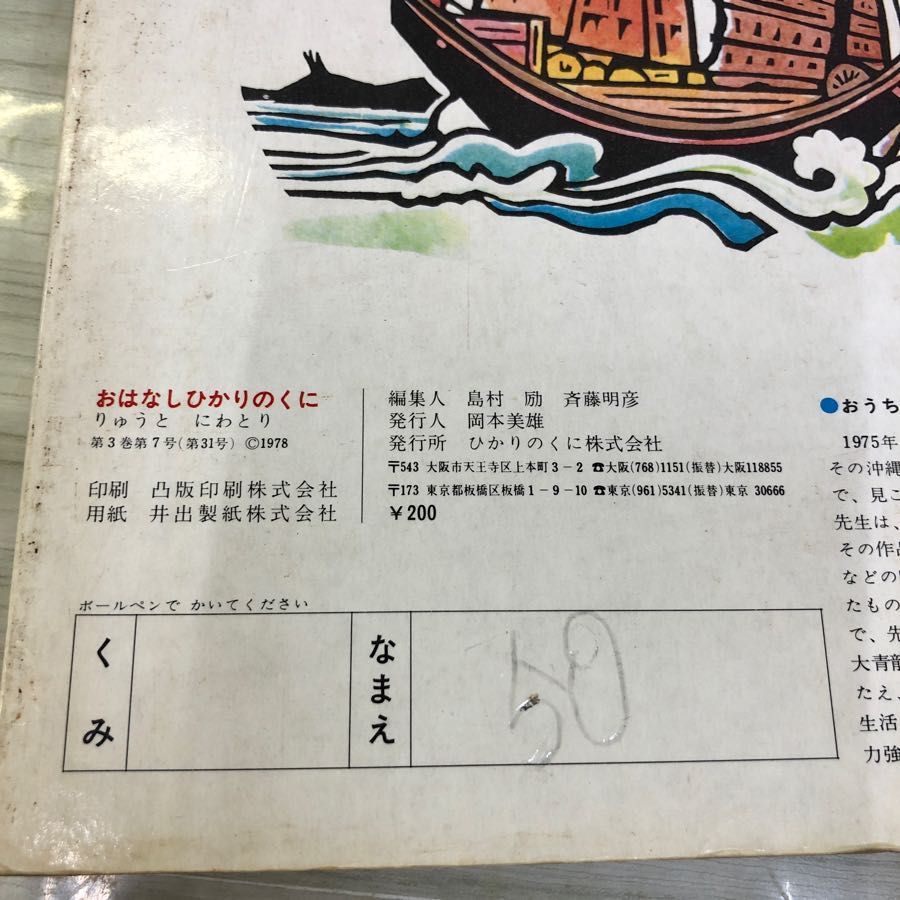 おはなしひかりのくに
りゅうと にわとり
第3巻第7号(第31号) ©1978
印刷 凸版印刷株式会社
用紙 井出製紙株式会社
編集人 島村 励 斉藤明彦
発行人 岡本美雄
発行所 ひかりのくに株式会社
〒543 大阪市天王寺区上本町3-2 ☎大阪(768)1151(振替)大阪118855
〒173 東京都板橋区板橋1-9-10 ☎東京(961)5341(振替)東京 30666
¥200
●おうち
1975年
その沖縄
で、見こ
先生は、
その作品
などの
たもの
で、先
大青龍
たえ、
生活
力強
ボールペンで かいてください
くみ
なまえ
50